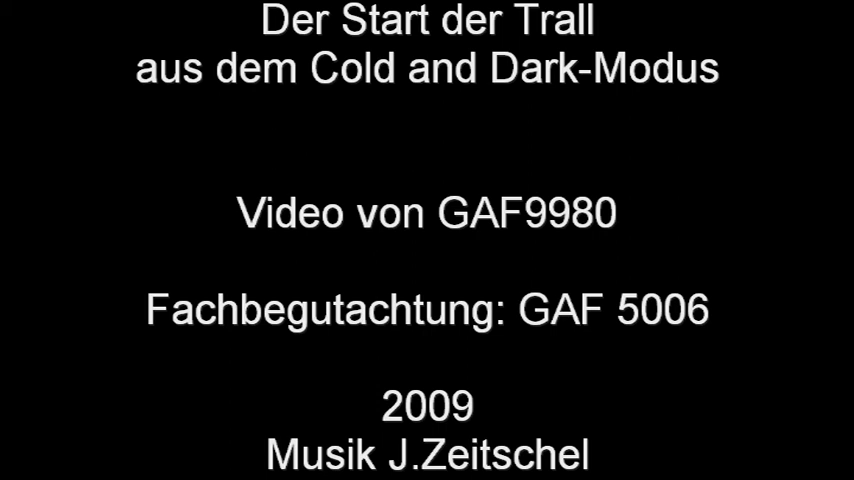 Der Start der Trall
aus dem Cold and Dark-Modus
Video von GAF9980
Fachbegutachtung: GAF 5006
2009
Musik J.Zeitschel